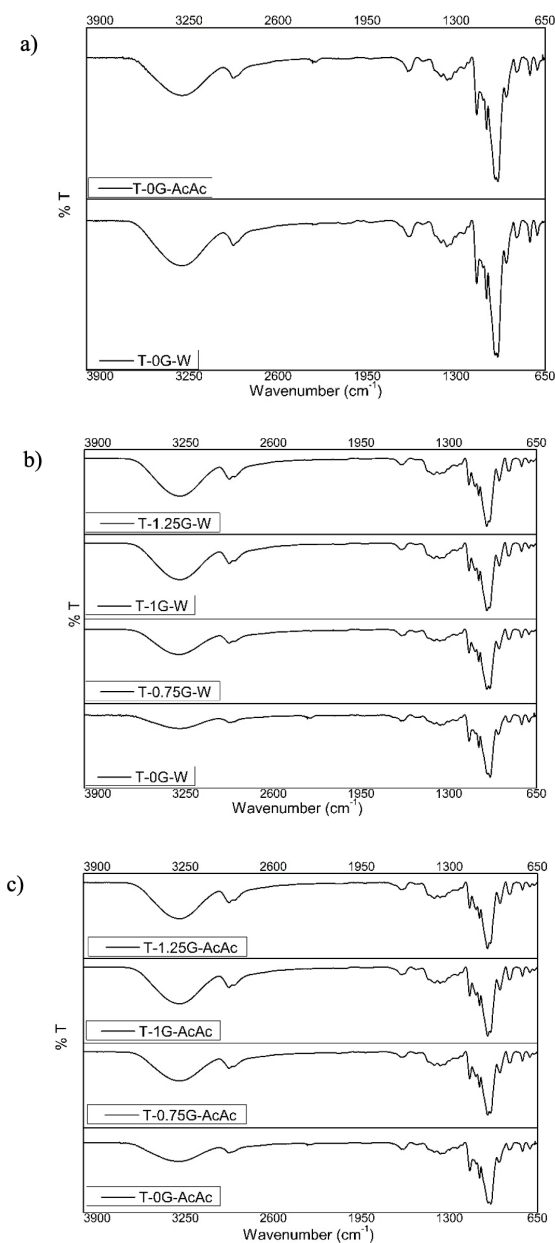 a)
3900 3250 2600 1950 1300 650
T-0G-AcAc
% T
T-0G-W
3900 3250 2600 1950 1300 650
Wavenumber (cm-1)
b)
3900 3250 2600 1950 1300 650
T-1.25G-W
T-1G-W
% T
T-0.75G-W
T-0G-W
3900 3250 2600 1950 1300 650
Wavenumber (cm-1)
c)
3900 3250 2600 1950 1300 650
T-1.25G-AcAc
T-1G-AcAc
% T
T-0.75G-AcAc
T-0G-AcAc
3900 3250 2600 1950 1300 650
Wavenumber (cm-1)